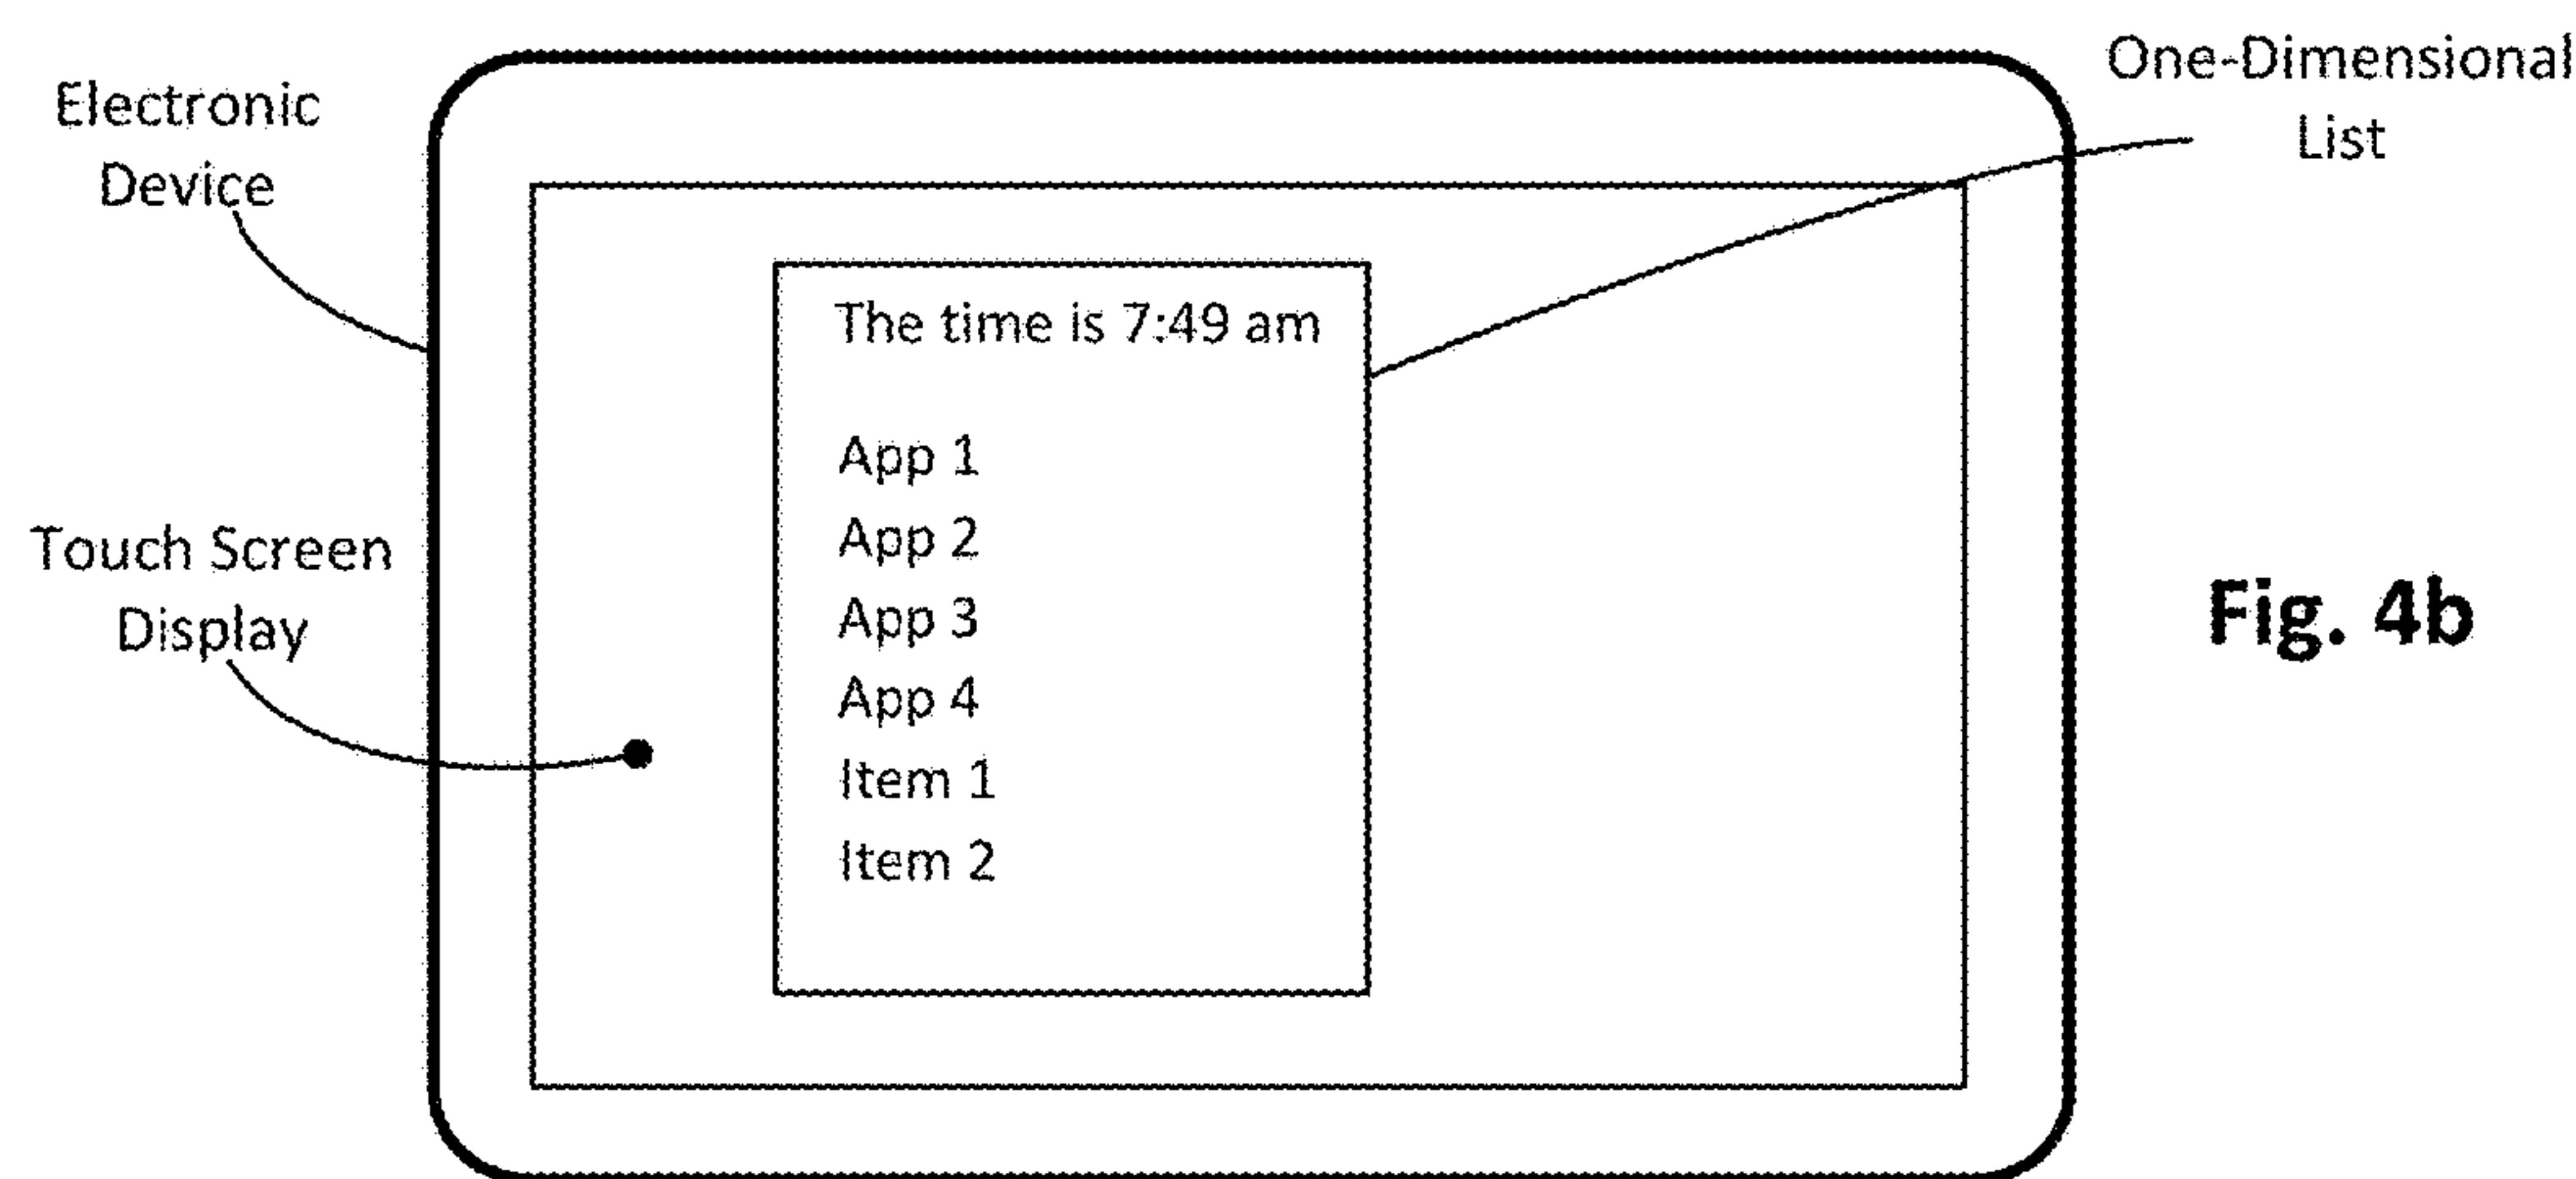 One-Dimensional
List
Electronic
Device
The time is 7:49 am
App 1
App 2
App 3
App 4
Item 1
Item 2
Touch Screen
Display
Fig. 4b